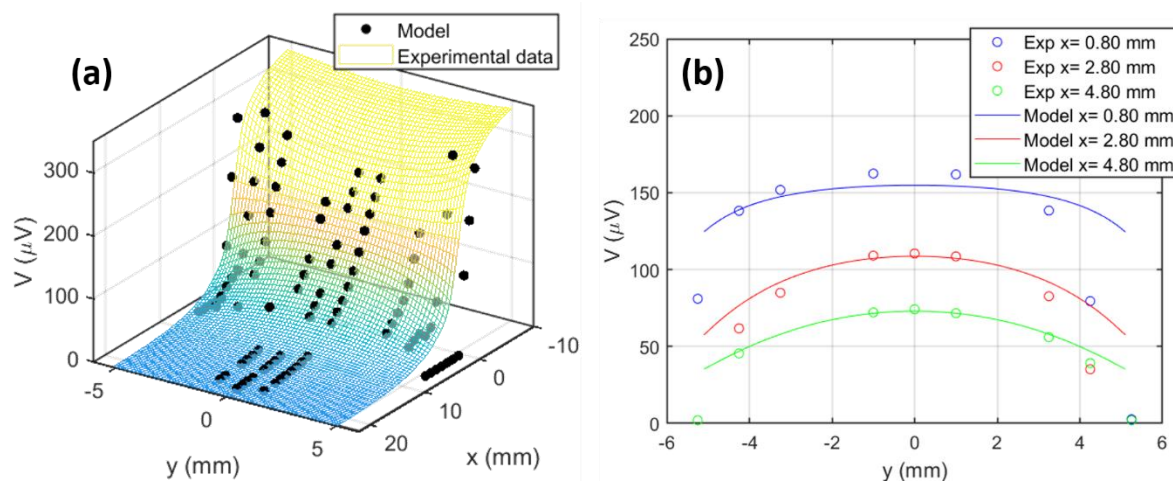 (a)
Model
Experimental data
V (μV)
300
200
100
0
-5
0
5
y (mm)
20
10
0
-10
x (mm)
(b)
Exp x= 0.80 mm
Exp x= 2.80 mm
Exp x= 4.80 mm
Model x= 0.80 mm
Model x= 2.80 mm
Model x= 4.80 mm
V (μV)
250
200
150
100
50
0
-6
-4
-2
0
2
4
6
y (mm)